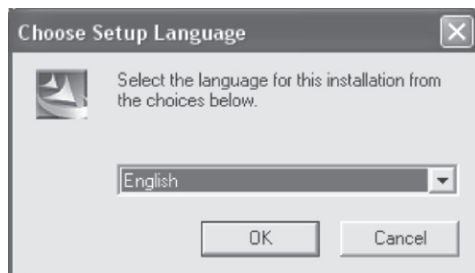 Choose Setup Language
Select the language for this installation from
the choices below.
English
OK
Cancel